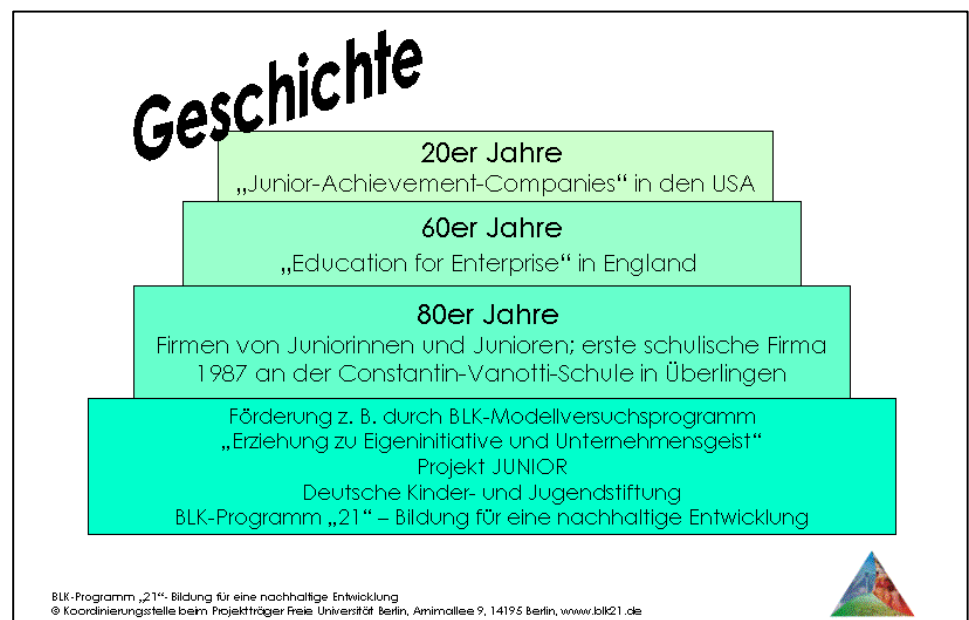 Geschichte
20er Jahre
„Junior-Achievement-Companies“ in den USA
60er Jahre
„Education for Enterprise“ in England
80er Jahre
Firmen von Juniorinnen und Junioren; erste schulische Firma
1987 an der Constantin-Vanotti-Schule in Überlingen
Förderung z. B. durch BLK-Modellversuchsprogramm
„Erziehung zu Eigeninitiative und Unternehmensgeist“
Projekt JUNIOR
Deutsche Kinder- und Jugendstiftung
BLK-Programm „21“ – Bildung für eine nachhaltige Entwicklung
BLK-Programm „21“- Bildung für eine nachhaltige Entwicklung
© Koordinierungsstelle beim Projektträger Freie Universität Berlin, Arnimallee 9, 14195 Berlin, www.blk21.de